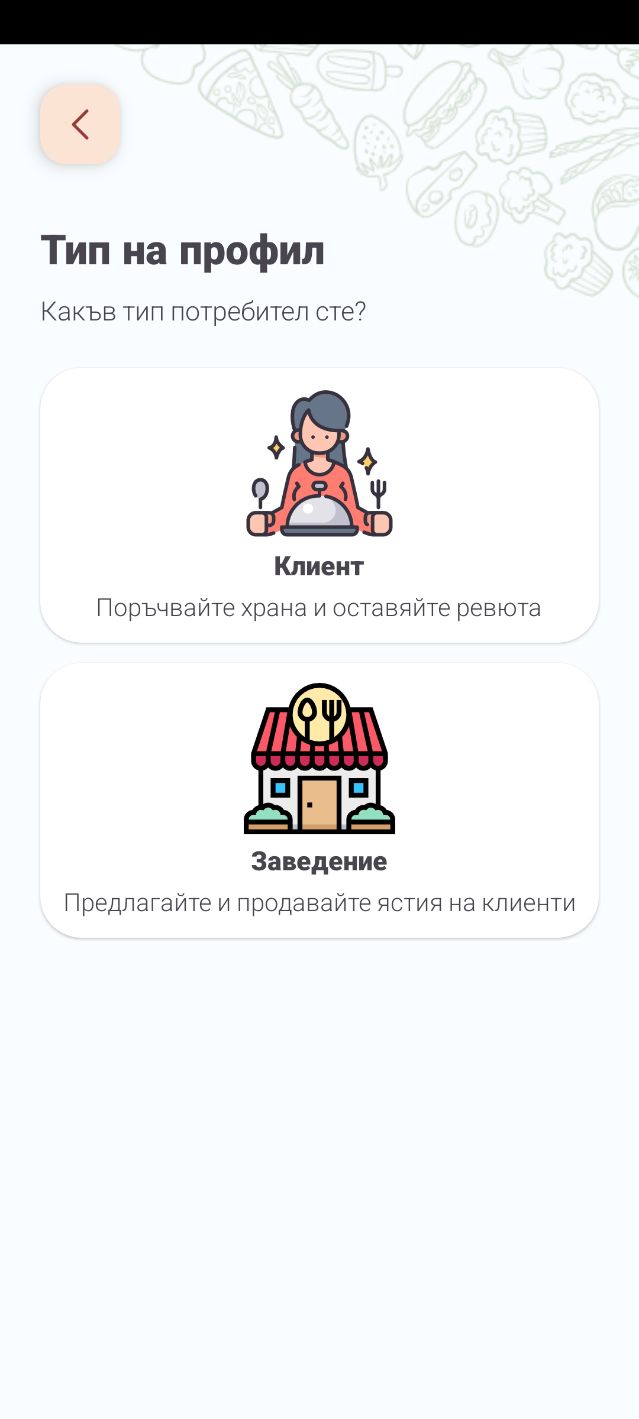 Тип на профил
Какъв тип потребител сте?
Клиент
Поръчвайте храна и оставяйте ревюта
Заведение
Предлагайте и продавайте ястия на клиенти